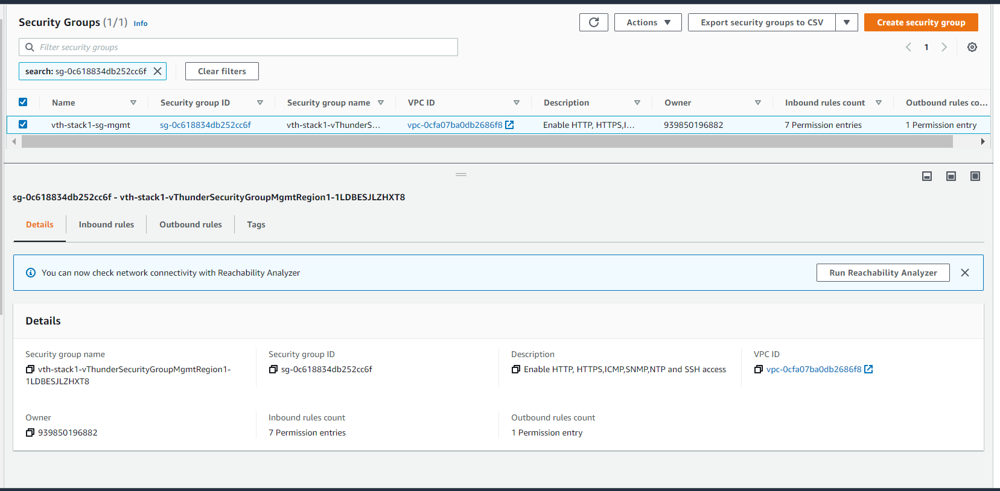 Security Groups (1/1) Info
Actions
Export security groups to CSV
Create security group
Filter security groups
1
search: sg-0c618834db252cc6f
Clear filters
Name Security group ID Security group name VPC ID Description Owner Inbound rules count Outbound rules co...
vth-stack1-sg-mgmt sg-0c618834db252cc6f vth-stack1-vThunderS... vpc-0cfa07ba0db2686f8 Enable HTTP, HTTPS,I... 939850196882 7 Permission entries 1 Permission entry
sg-0c618834db252cc6f - vth-stack1-vThunderSecurityGroupMgmtRegion1-1LDBESJLZHXT8
Details Inbound rules Outbound rules Tags
You can now check network connectivity with Reachability Analyzer
Run Reachability Analyzer
Details
Security group name
vth-stack1-vThunderSecurityGroupMgmtRegion1-
1LDBESJLZHXT8
Security group ID
sg-0c618834db252cc6f
Description
Enable HTTP, HTTPS,ICMP,SNMP,NTP and SSH access
VPC ID
vpc-0cfa07ba0db2686f8
Owner
939850196882
Inbound rules count
7 Permission entries
Outbound rules count
1 Permission entry